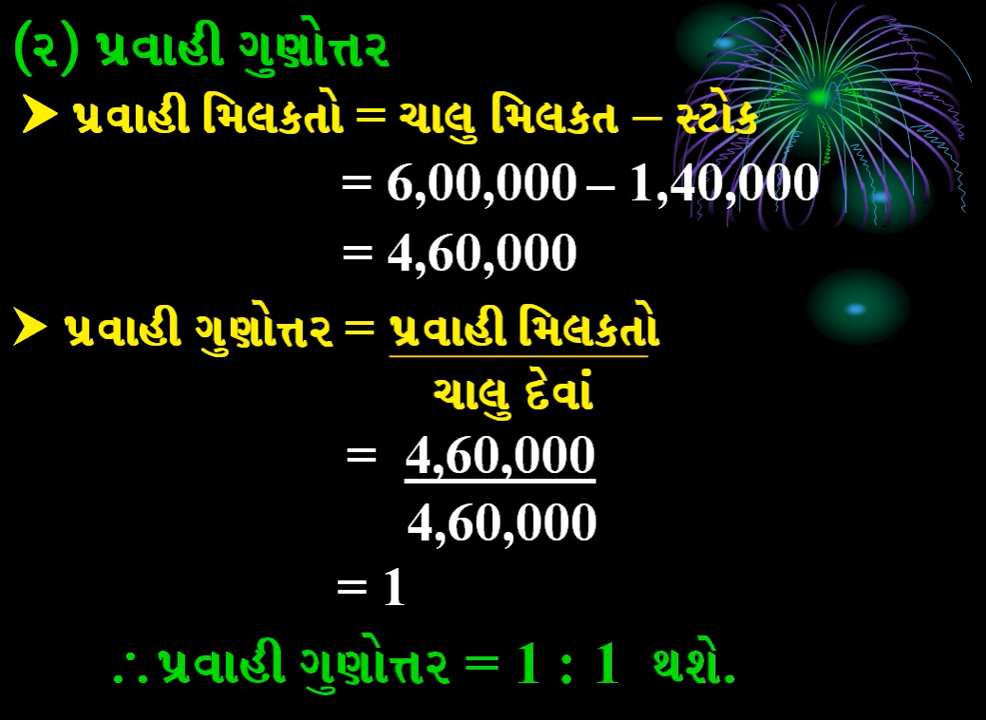 (૨) પ્રવાહી ગુણોત્તર
➤ પ્રવાહી મિલકતો = ચાલુ મિલકત – સ્ટોક
= 6,00,000 – 1,40,000
= 4,60,000
➤ પ્રવાહી ગુણોત્તર = પ્રવાહી મિલકતો
ચાલુ દેવાં
= 4,60,000
4,60,000
= 1
∴ પ્રવાહી ગુણોત્તર = 1 : 1 થશે.